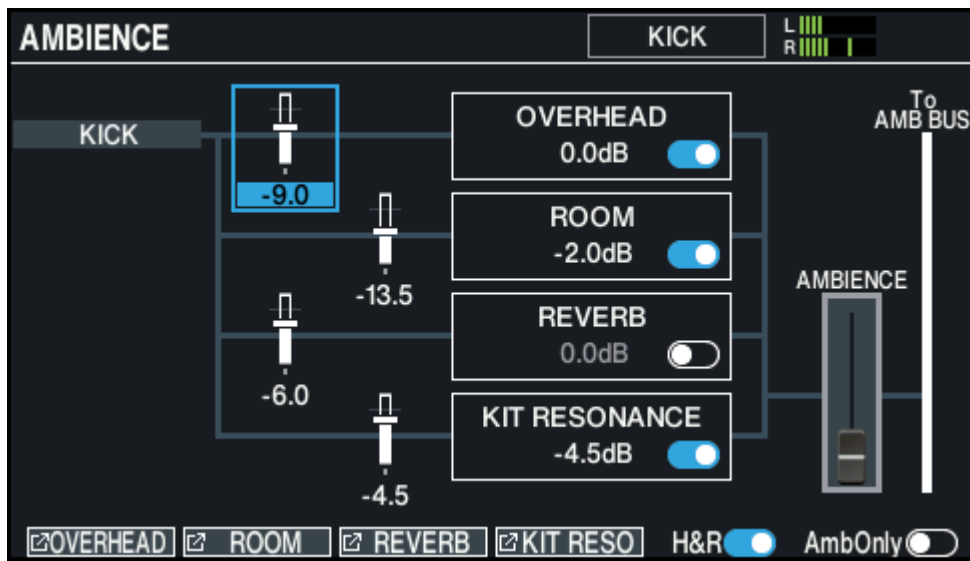 AMBIENCE
KICK
L
R
To
AMB BUS
KICK
-9.0
OVERHEAD
0.0dB
-13.5
ROOM
-2.0dB
AMBIENCE
-6.0
REVERB
0.0dB
-4.5
KIT RESONANCE
-4.5dB
OVERHEAD ROOM REVERB KIT RESO H&R AmbOnly